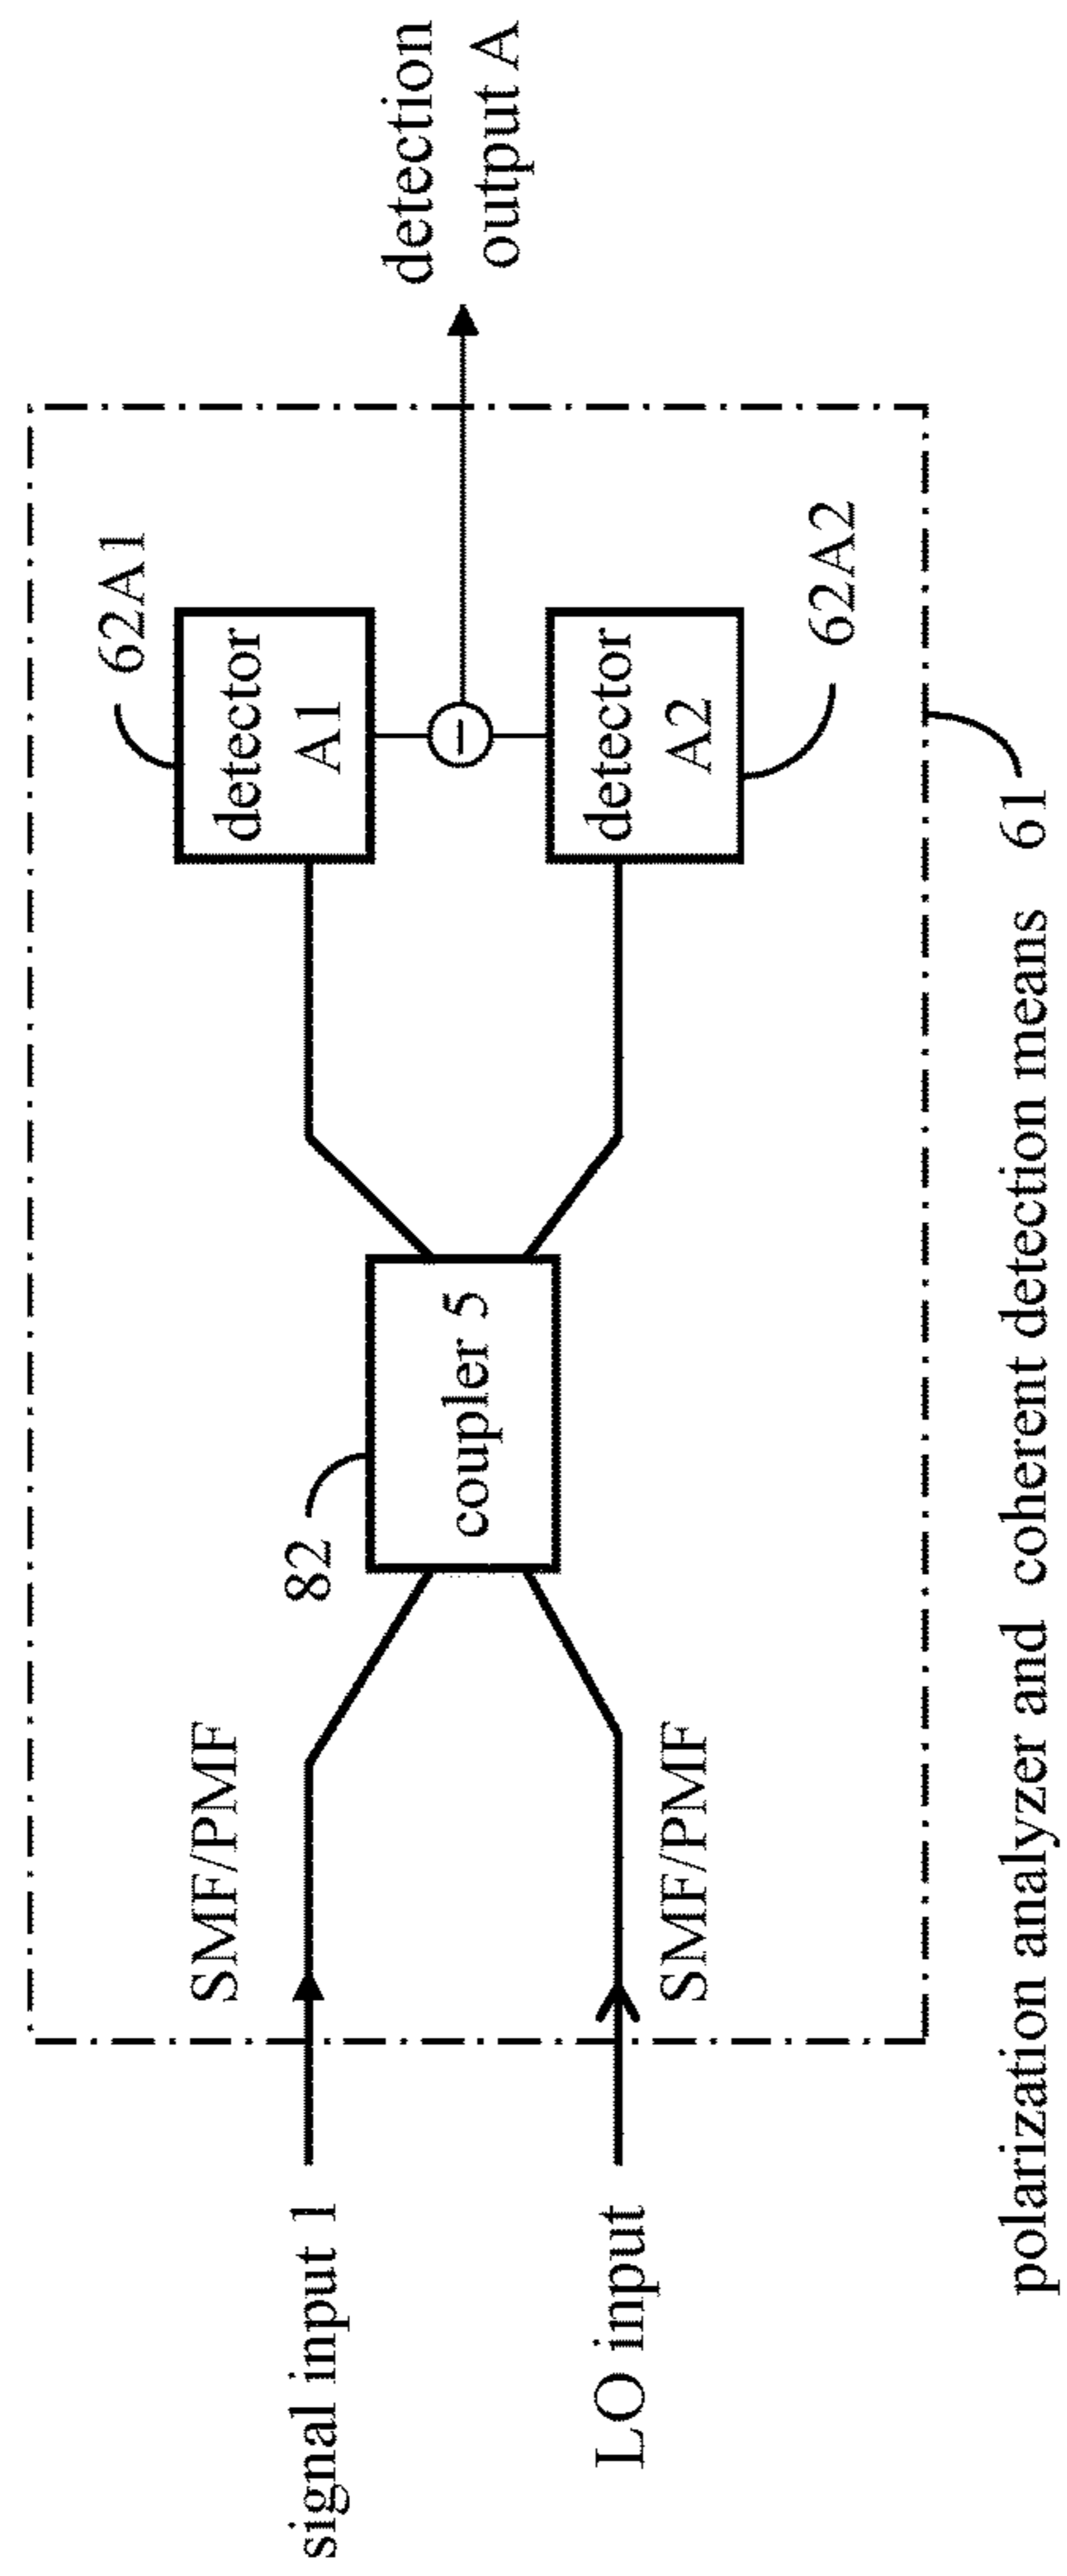 62A1
detector
A1
detection
output A
82
coupler 5
SMF/PMF
signal input 1
detector
A2
62A2
SMF/PMF
LO input
polarization analyzer and coherent detection means 61